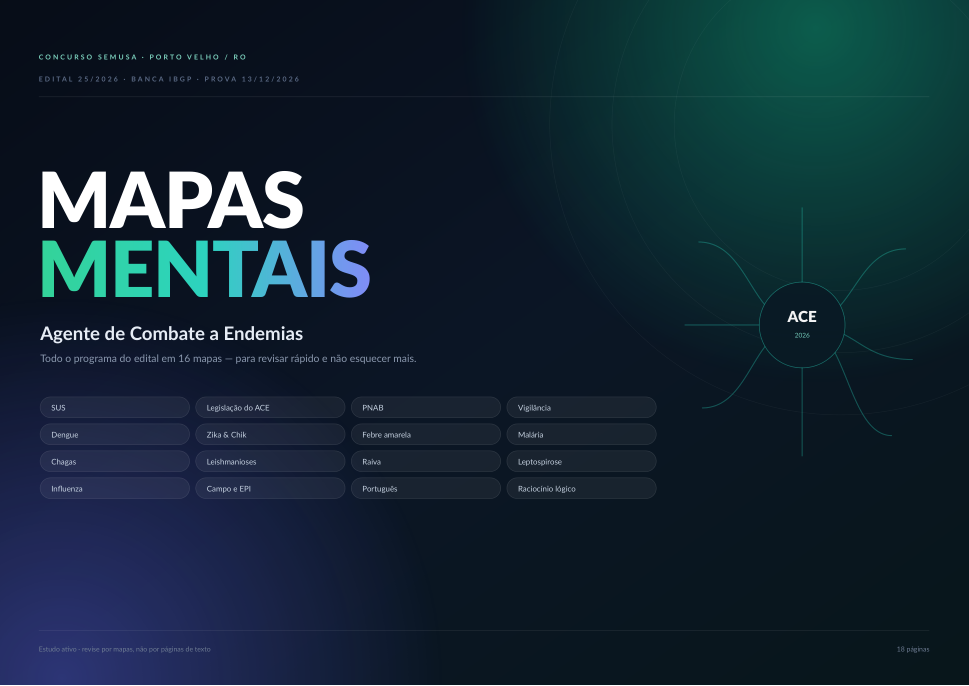 CONCURSO SEMUSA · PORTO VELHO / RO
EDITAL 25/2026 · BANCA IBGP · PROVA 13/12/2026
MAPAS
MENTAIS
Agente de Combate a Endemias
Todo o programa do edital em 16 mapas — para revisar rápido e não esquecer mais.
SUS
Legislação do ACE
PNAB
Vigilância
Dengue
Zika & Chik
Febre amarela
Malária
Chagas
Leishmanioses
Raiva
Leptospirose
Influenza
Campo e EPI
Português
Raciocínio lógico
ACE
2026
Estudo ativo · revise por mapas, não por páginas de texto
18 páginas